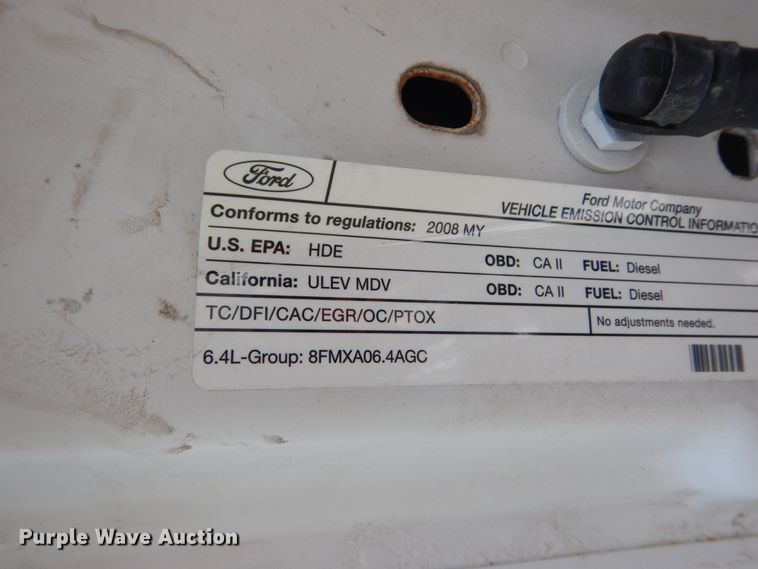 Ford
Ford Motor Company
VEHICLE EMISSION CONTROL INFORMATIO
Conforms to regulations: 2008 MY
U.S. EPA: HDE OBD: CA II FUEL: Diesel
California: ULEV MDV OBD: CA II FUEL: Diesel
TC/DFI/CAC/EGR/OC/PTOX No adjustments needed.
6.4L-Group: 8FMXA06.4AGC
Purple Wave Auction